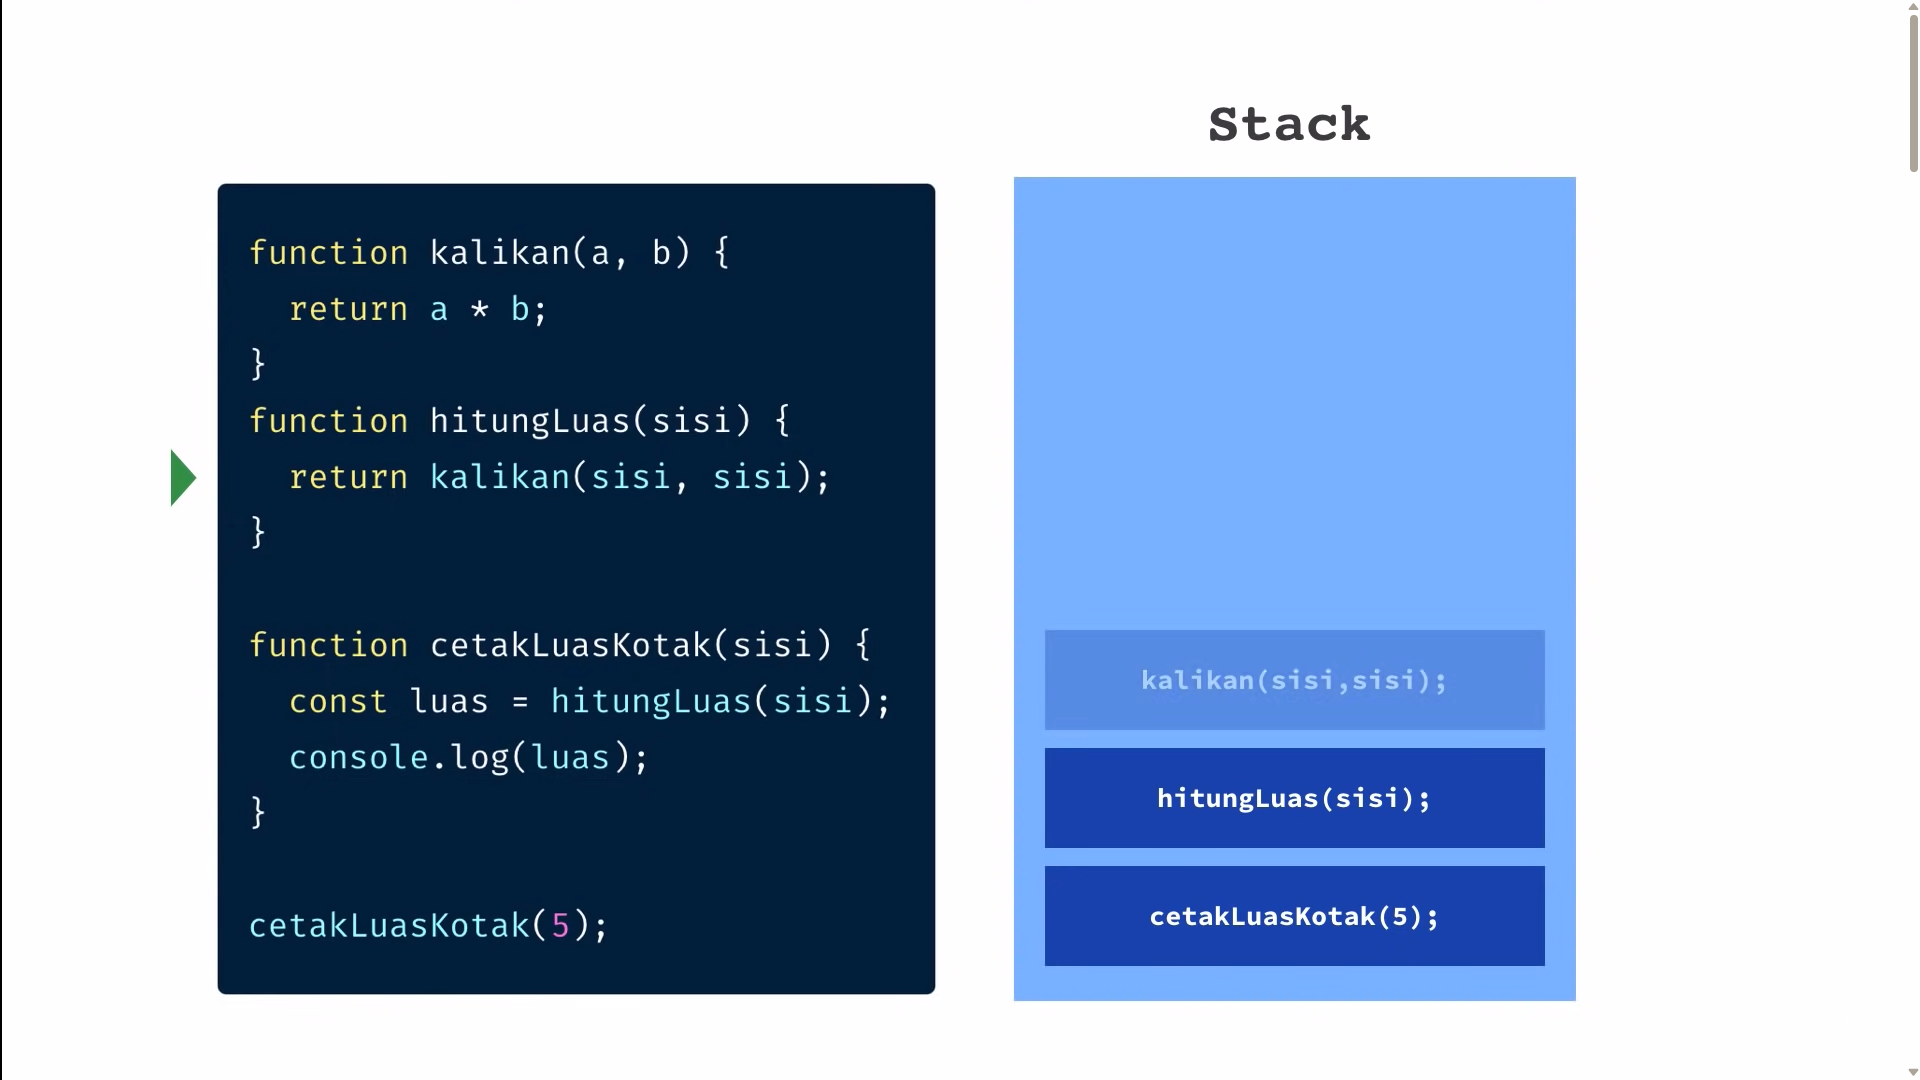 Stack
function kalikan(a, b) {
  return a * b;
}
function hitungLuas(sisi) {
  return kalikan(sisi, sisi);
}
function cetakLuasKotak(sisi) {
  const luas = hitungLuas(sisi);
  console.log(luas);
}
cetakLuasKotak(5);
kalikan(sisi,sisi);
hitungLuas(sisi);
cetakLuasKotak(5);